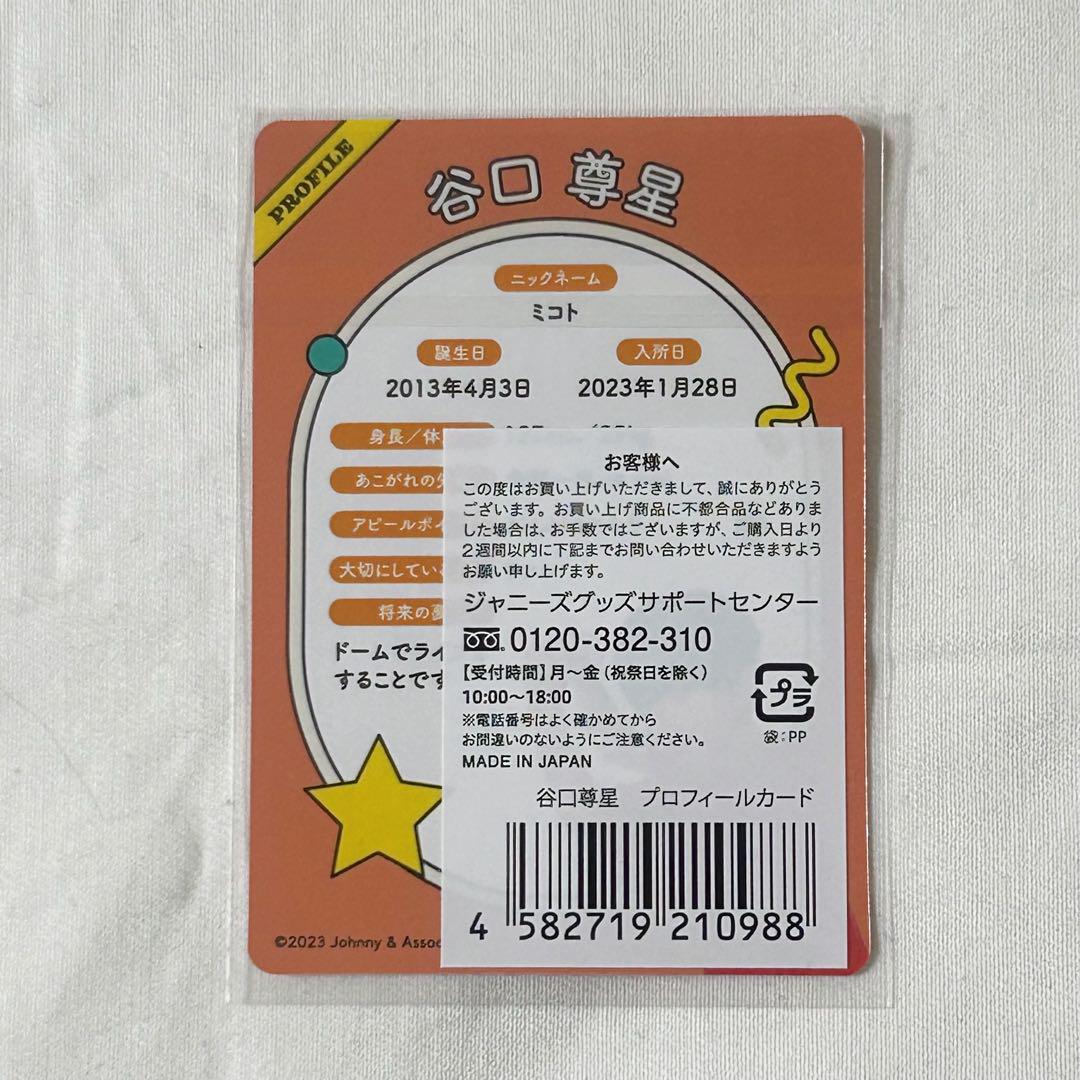 PROFILE
谷口 尊星
ニックネーム
ミコト
誕生日 入所日
2013年4月3日 2023年1月28日
身長/体
あこがれの
アピールポイ
大切にしてい
将来の夢
ドームでライ
することです
©2023 Johnny & Assoc
お客様へ
この度はお買い上げいただきまして、誠にありがとう
ございます。お買い上げ商品に不都合品などありま
した場合は、お手数ではございますが、ご購入日より
2週間以内に下記までお問い合わせいただきますよう
お願い申し上げます。
ジャニーズグッズサポートセンター
0120-382-310
【受付時間】月〜金(祝祭日を除く)
10:00〜18:00
※電話番号はよく確かめてから
お間違いのないようにご注意ください。
MADE IN JAPAN
プラ
袋:PP
谷口尊星 プロフィールカード
4 582719 210988